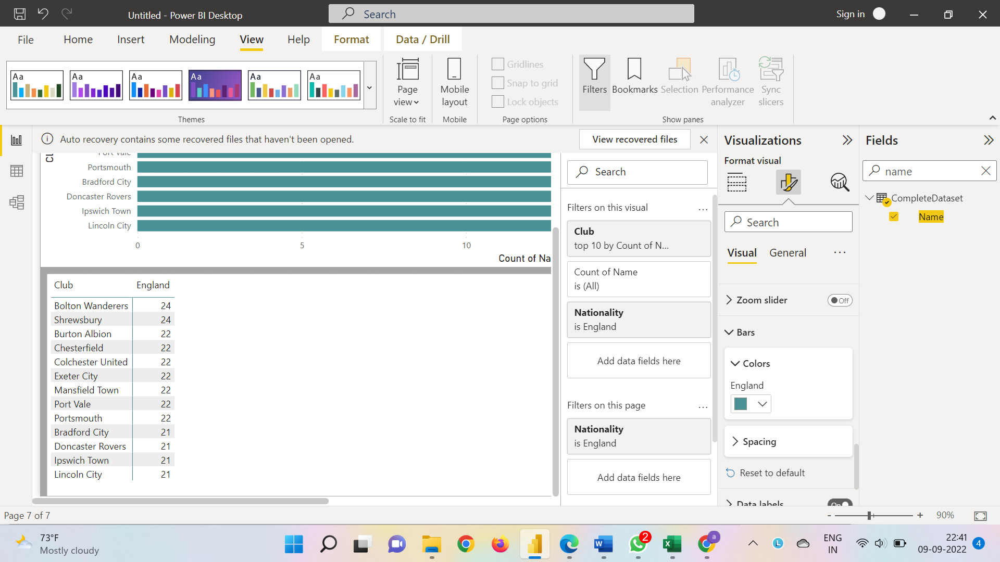 Untitled - Power BI Desktop
Search
Sign in
File
Home
Insert
Modeling
View
Help
Format
Data / Drill
Aa
Aa
Aa
Aa
Aa
Aa
Themes
Page
view
Scale to fit
Mobile
layout
Mobile
Gridlines
Snap to grid
Lock objects
Page options
Filters
Bookmarks
Selection
Performance
analyzer
Sync
slicers
Show panes
Auto recovery contains some recovered files that haven't been opened.
View recovered files
Port Vale
Portsmouth
Bradford City
Doncaster Rovers
Ipswich Town
Lincoln City
0
5
10
Count of Na
Club England
Bolton Wanderers 24
Shrewsbury 24
Burton Albion 22
Chesterfield 22
Colchester United 22
Exeter City 22
Mansfield Town 22
Port Vale 22
Portsmouth 22
Bradford City 21
Doncaster Rovers 21
Ipswich Town 21
Lincoln City 21
Search
Filters on this visual ...
Club
top 10 by Count of N...
Count of Name
is (All)
Nationality
is England
Add data fields here
Filters on this page ...
Nationality
is England
Add data fields here
Visualizations
Format visual
Search
Visual
General
...
Zoom slider
Off
Bars
Colors
England
Spacing
Reset to default
Data labels
On
Fields
name
CompleteDataset
Name
Page 7 of 7
- + 90%
73°F
Mostly cloudy
W
2
X
a
L
ENG
IN
22:41
09-09-2022
4